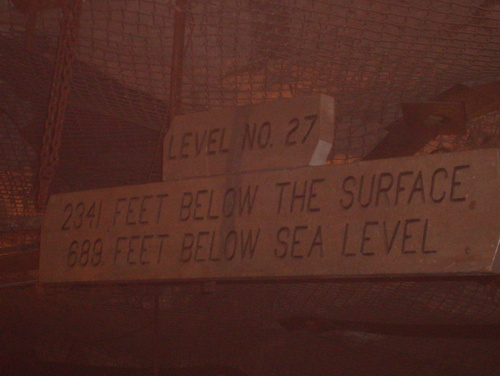 LEVEL NO. 27
2341 FEET BELOW THE SURFACE
689 FEET BELOW SEA LEVEL